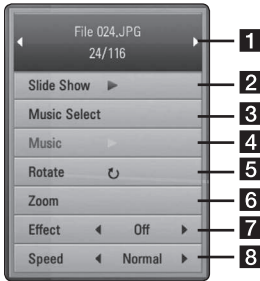 File 024.JPG
24/116
1
Slide Show
2
Music Select
3
Music
4
Rotate
5
Zoom
6
Effect Off
7
Speed Normal
8